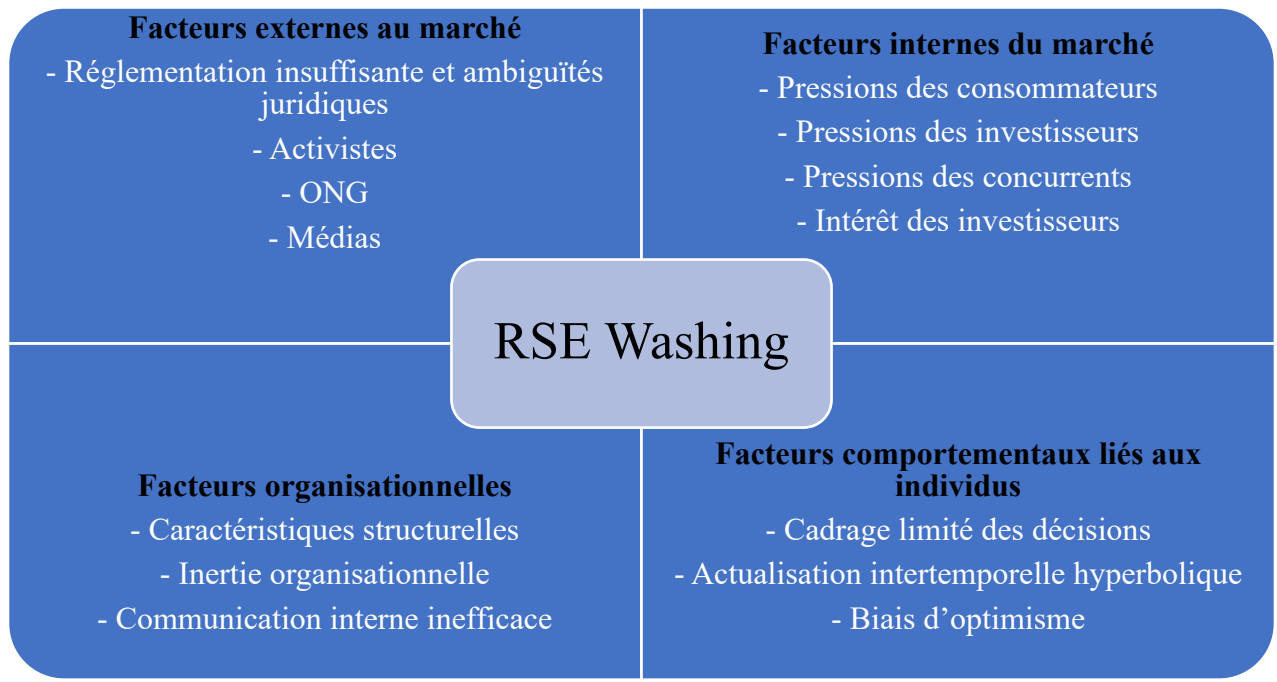 Facteurs externes au marché
- Réglementation insuffisante et ambiguïtés
juridiques
- Activistes
- ONG
- Médias
Facteurs internes du marché
- Pressions des consommateurs
- Pressions des investisseurs
- Pressions des concurrents
- Intérêt des investisseurs
RSE Washing
Facteurs organisationnelles
- Caractéristiques structurelles
- Inertie organisationnelle
- Communication interne inefficace
Facteurs comportementaux liés aux
individus
- Cadrage limité des décisions
- Actualisation intertemporelle hyperbolique
- Biais d’optimisme